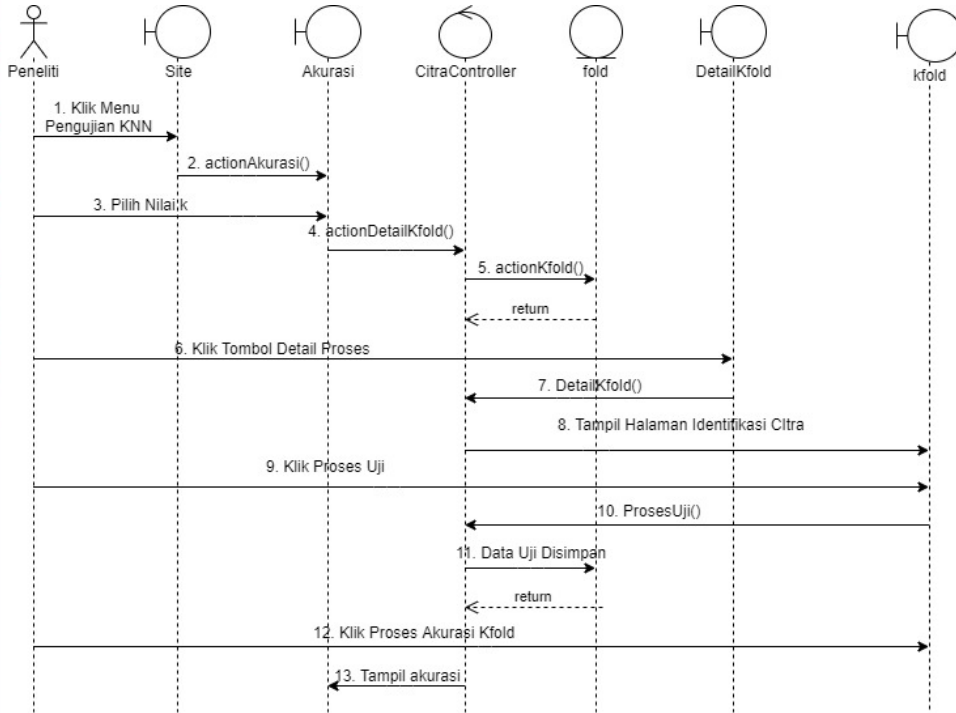 Peneliti
Site
Akurasi
CitraController
fold
DetailKfold
kfold
1. Klik Menu
Pengujian KNN
2. actionAkurasi()
3. Pilih Nilai k
4. actionDetailKfold()
5. actionKfold()
return
6. Klik Tombol Detail Proses
7. DetailKfold()
8. Tampil Halaman Identifikasi CItra
9. Klik Proses Uji
10. ProsesUji()
11. Data Uji Disimpan
return
12. Klik Proses Akurasi Kfold
13. Tampil akurasi